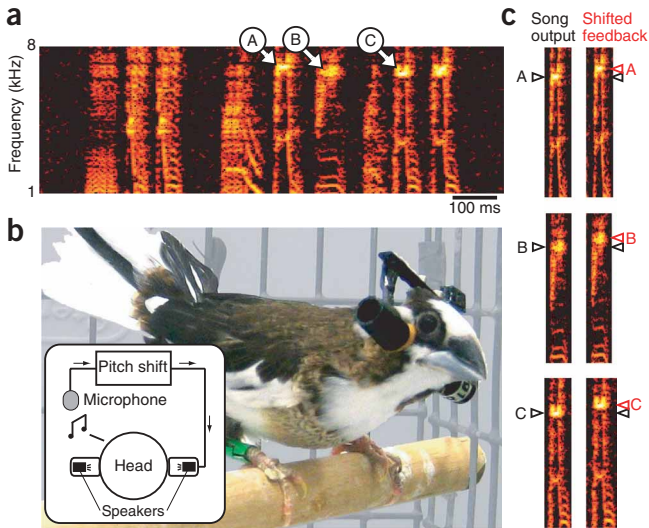 a
A
B
C
8
Frequency (kHz)
1
100 ms
b
Pitch shift
Microphone
Head
Speakers
c
Song
output
Shifted
feedback
A
A
B
B
C
C